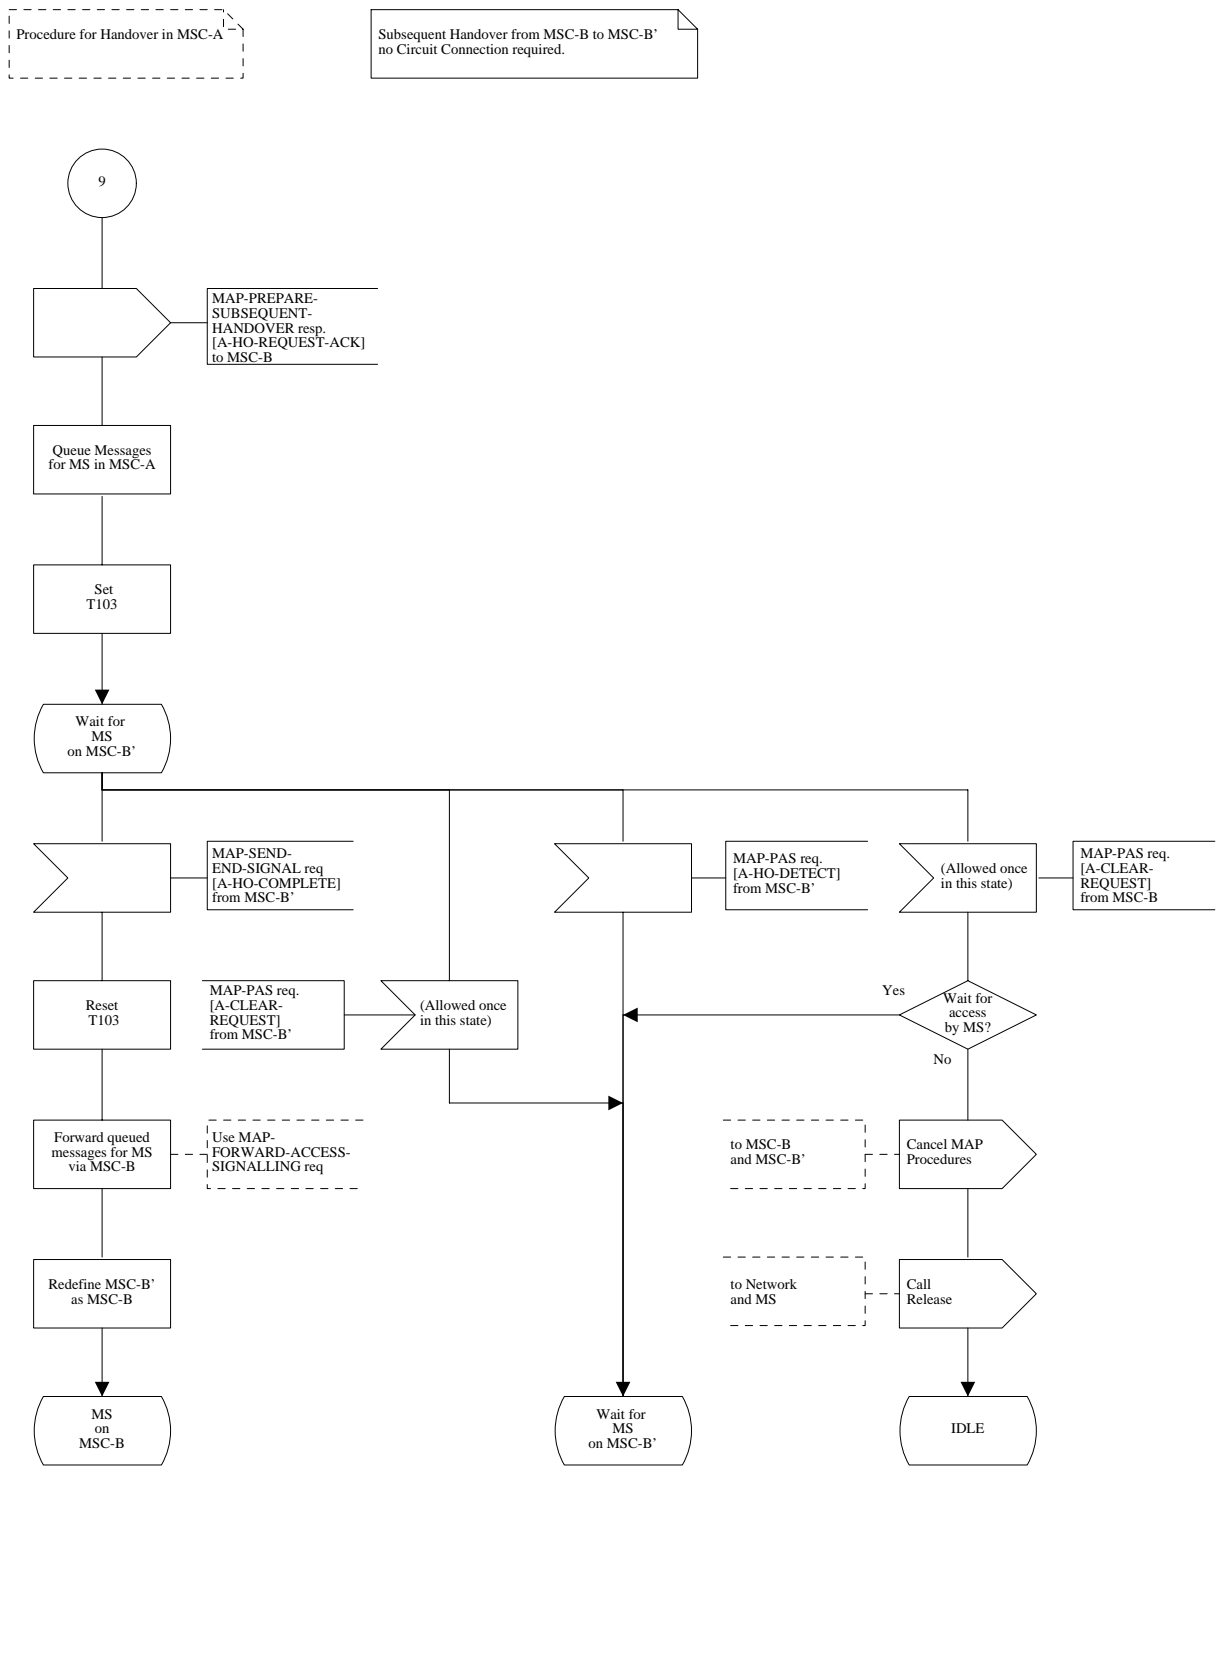 Procedure for Handover in MSC-A
Subsequent Handover from MSC-B to MSC-B’
no Circuit Connection required.
9
MAP-PREPARE-
SUBSEQUENT-
HANDOVER resp.
[A-HO-REQUEST-ACK]
to MSC-B
Queue Messages
for MS in MSC-A
Set
T103
Wait for
MS
on MSC-B’
MAP-SEND-
END-SIGNAL req
[A-HO-COMPLETE]
from MSC-B’
MAP-PAS req.
[A-HO-DETECT]
from MSC-B’
(Allowed once
in this state)
MAP-PAS req.
[A-CLEAR-
REQUEST]
from MSC-B
Reset
T103
MAP-PAS req.
[A-CLEAR-
REQUEST]
from MSC-B’
(Allowed once
in this state)
Yes
Wait for
access
by MS?
No
Forward queued
messages for MS
via MSC-B
Use MAP-
FORWARD-ACCESS-
SIGNALLING req
to MSC-B
and MSC-B’
Cancel MAP
Procedures
Redefine MSC-B’
as MSC-B
to Network
and MS
Call
Release
MS
on
MSC-B
Wait for
MS
on MSC-B’
IDLE